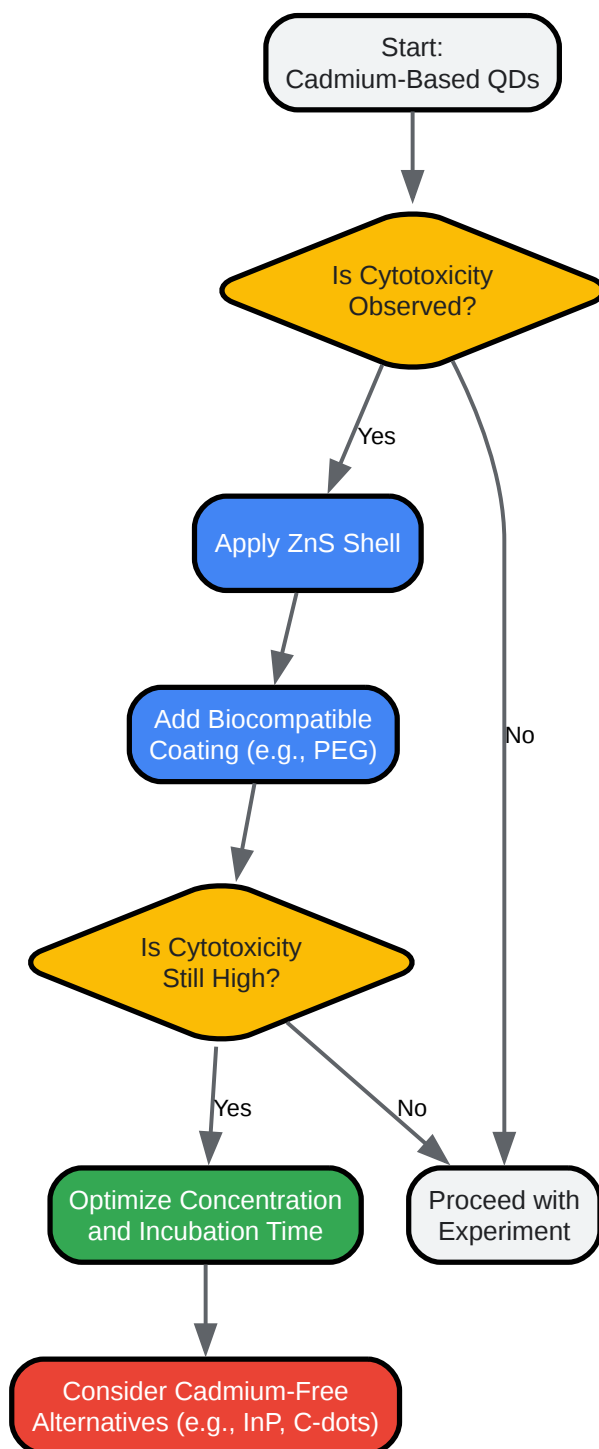 Start:
Cadmium-Based QDs
Is Cytotoxicity
Observed?
Yes
Apply ZnS Shell
Add Biocompatible
Coating (e.g., PEG)
No
Is Cytotoxicity
Still High?
Yes
No
Optimize Concentration
and Incubation Time
Proceed with
Experiment
Consider Cadmium-Free
Alternatives (e.g., InP, C-dots)